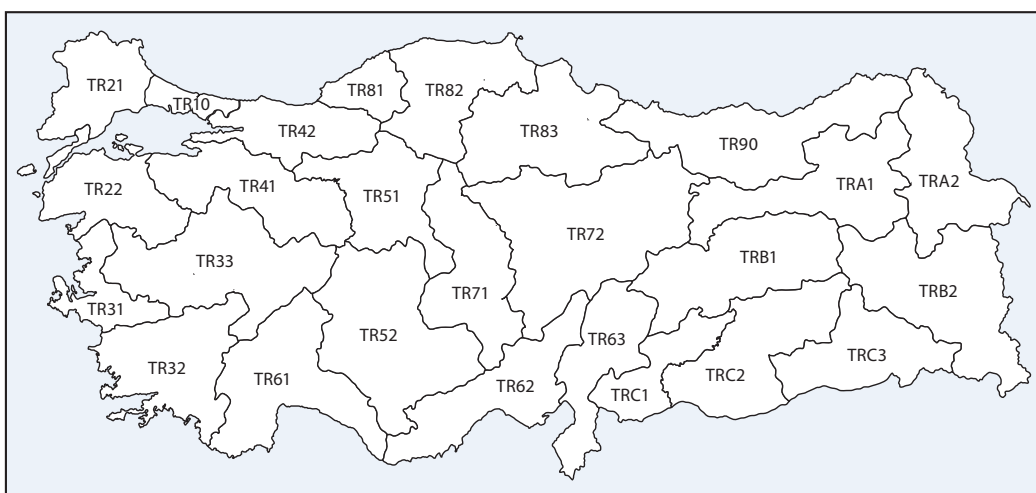 TR21
TR10
TR81
TR82
TR42
TR83
TR90
TR22
TR41
TR51
TRA1
TRA2
TR33
TR72
TRB1
TR31
TR71
TRB2
TR32
TR52
TR63
TRC3
TR61
TR62
TRC1
TRC2